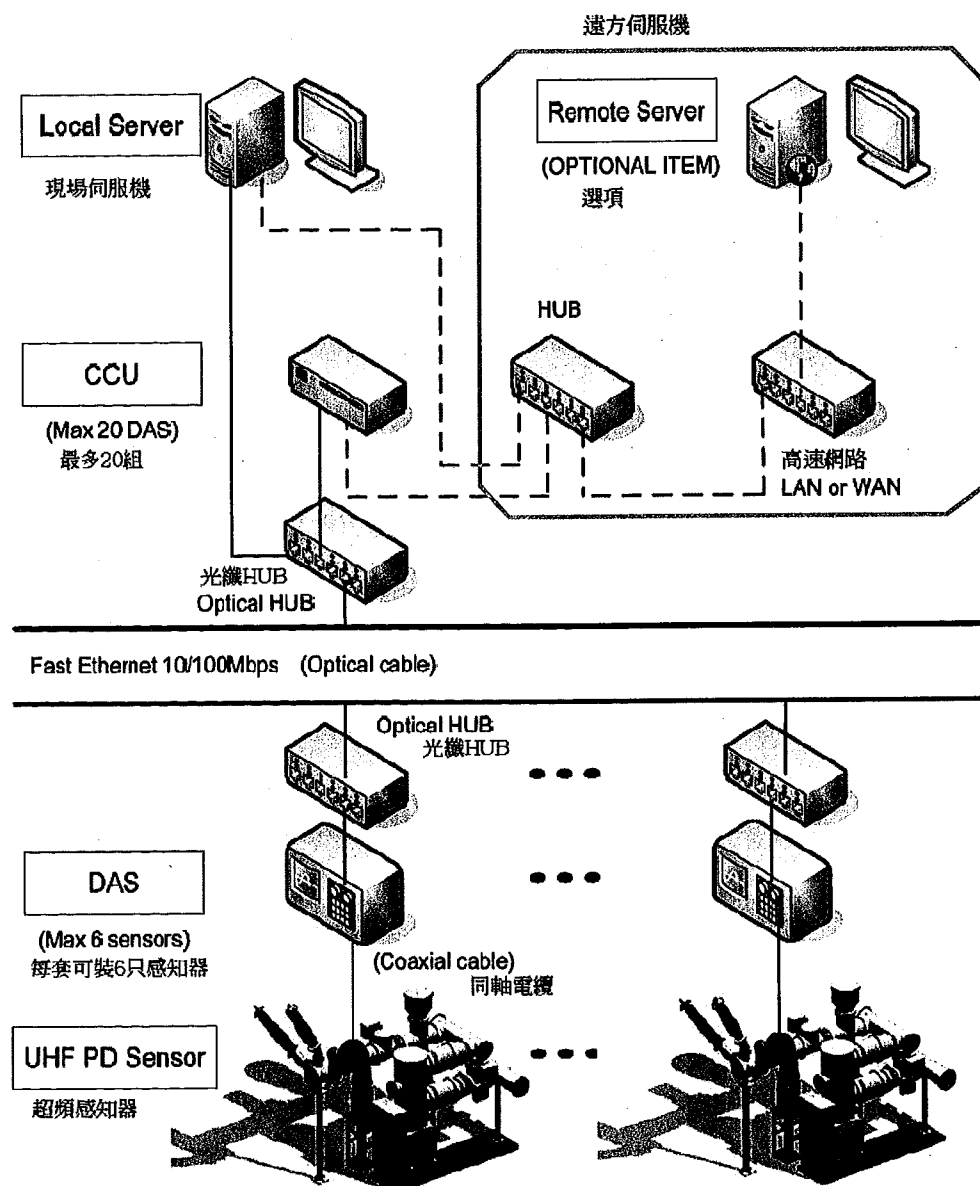 遠方伺服機
Local Server
現場伺服機
Remote Server
(OPTIONAL ITEM)
選項
HUB
CCU
(Max 20 DAS)
最多20組
高速網路
LAN or WAN
光纖HUB
Optical HUB
Fast Ethernet 10/100Mbps (Optical cable)
Optical HUB
光纖HUB
DAS
(Max 6 sensors)
每套可裝6只感知器
(Coaxial cable)
同軸電纜
UHF PD Sensor
超頻感知器